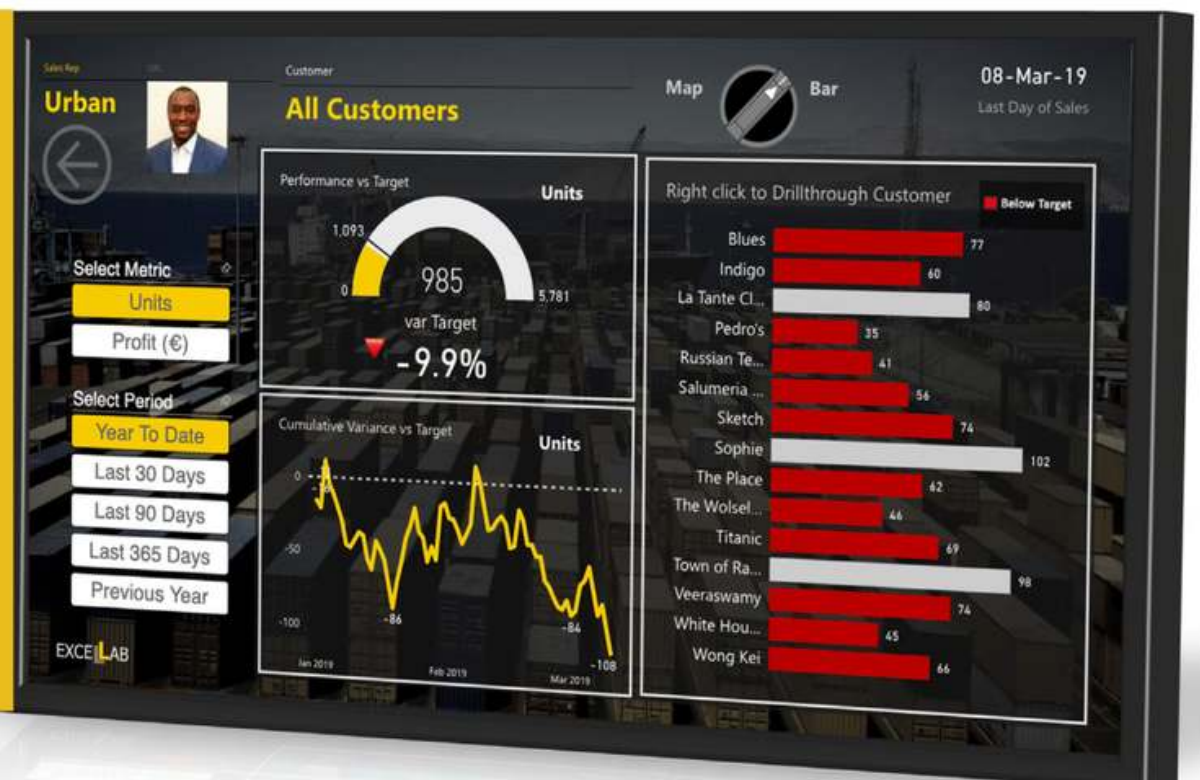 Sales Rep
Urban
Customer
All Customers
Map
Bar
08-Mar-19
Last Day of Sales
Select Metric
Units
Profit (€)
Select Period
Year To Date
Last 30 Days
Last 90 Days
Last 365 Days
Previous Year
EXCELLAB
Performance vs Target
Units
1,093
0
985
5,781
var Target
-9.9%
Cumulative Variance vs Target
Units
0
-50
-100
-86
-84
-108
Jan 2019
Feb 2019
Mar 2019
Right click to Drillthrough Customer
Below Target
Blues 77
Indigo 60
La Tante Cl... 80
Pedro's 35
Russian Te... 41
Salumeria ... 56
Sketch 74
Sophie 102
The Place 62
The Wolsel... 46
Titanic 69
Town of Ra... 98
Veeraswamy 74
White Hou... 45
Wong Kei 66